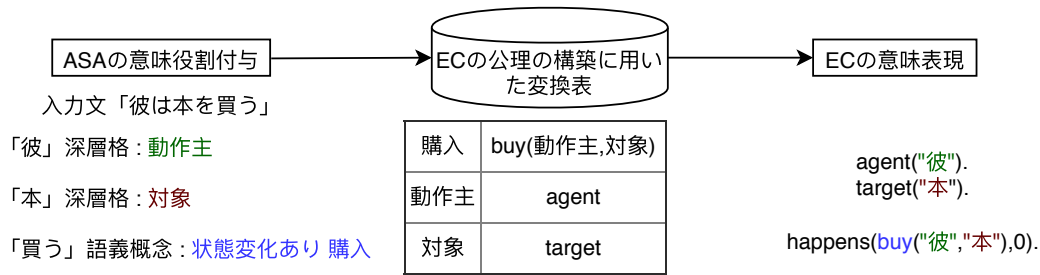 ASAの意味役割付与
ECの公理の構築に用い
た変換表
ECの意味表現
入力文「彼は本を買う」
「彼」深層格 : 動作主
「本」深層格 : 対象
「買う」語義概念 : 状態変化あり 購入
購入 buy(動作主,対象)
動作主 agent
対象 target
agent("彼").
target("本").
happens(buy("彼","本"),0).